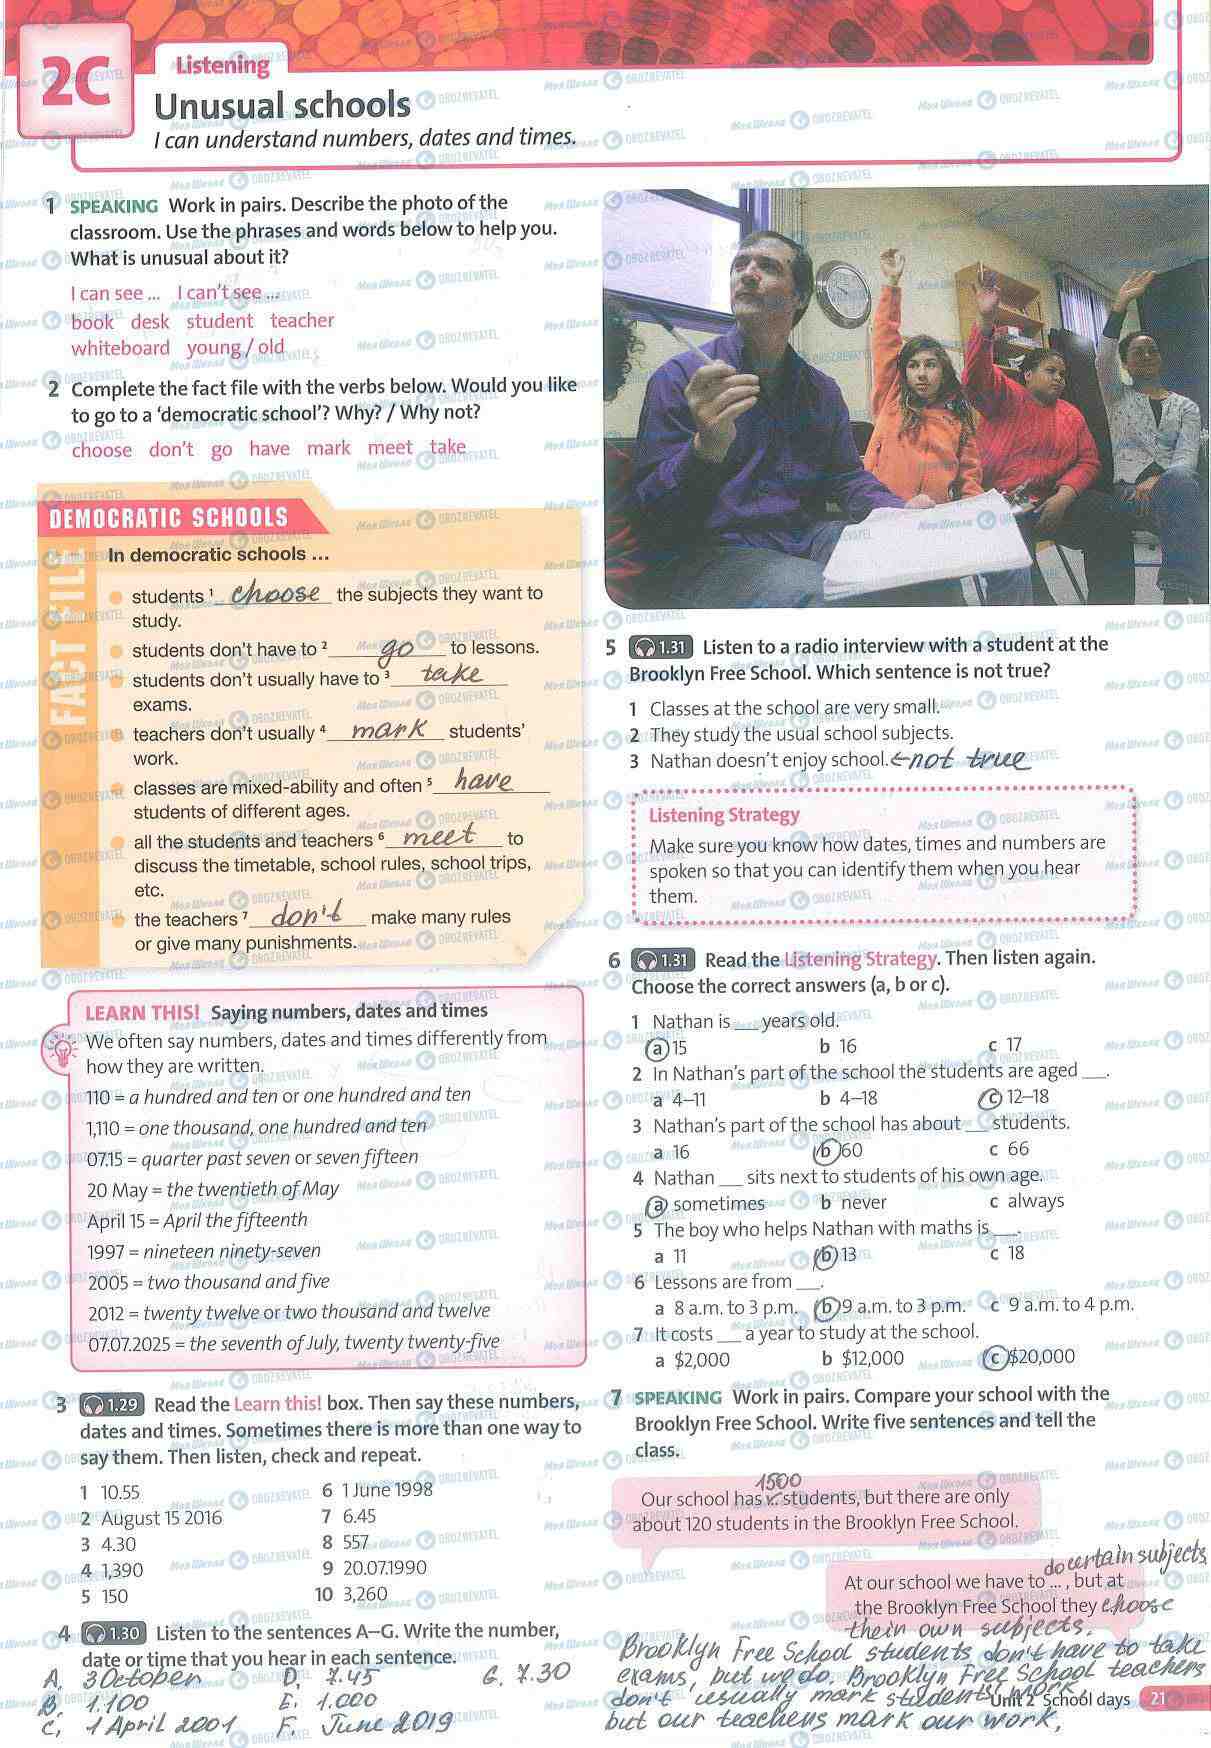 2C
Listening
Unusual schools
I can understand numbers, dates and times.
1 SPEAKING Work in pairs. Describe the photo of the
classroom. Use the phrases and words below to help you.
What is unusual about it?
I can see ... I can't see ...
book desk student teacher
whiteboard young / old
2 Complete the fact file with the verbs below. Would you like
to go to a 'democratic school'? Why? / Why not?
choose don't go have mark meet take
DEMOCRATIC SCHOOLS
FACT FILE
In democratic schools ...
students 1 choose the subjects they want to
study.
students don't have to 2 go to lessons.
students don't usually have to 3 take
exams.
teachers don't usually 4 mark students'
work.
classes are mixed-ability and often 5 have
students of different ages.
all the students and teachers 6 meet to
discuss the timetable, school rules, school trips,
etc.
the teachers 7 don't make many rules
or give many punishments.
LEARN THIS! Saying numbers, dates and times
We often say numbers, dates and times differently from
how they are written.
110 = a hundred and ten or one hundred and ten
1,110 = one thousand, one hundred and ten
07.15 = quarter past seven or seven fifteen
20 May = the twentieth of May
April 15 = April the fifteenth
1997 = nineteen ninety-seven
2005 = two thousand and five
2012 = twenty twelve or two thousand and twelve
07.07.2025 = the seventh of July, twenty twenty-five
3 1.29 Read the Learn this! box. Then say these numbers,
dates and times. Sometimes there is more than one way to
say them. Then listen, check and repeat.
1 10.55
2 August 15 2016
3 4.30
4 1,390
5 150
6 1 June 1998
7 6.45
8 557
9 20.07.1990
10 3,260
4 1.30 Listen to the sentences A–G. Write the number,
date or time that you hear in each sentence.
A. 3 October D. 7.45 G. 7.30
B. 1.100 E. 1.000
C. 1 April 2001 F. June 2019
5 1.31 Listen to a radio interview with a student at the
Brooklyn Free School. Which sentence is not true?
1 Classes at the school are very small.
2 They study the usual school subjects.
3 Nathan doesn't enjoy school. ← not true
Listening Strategy
Make sure you know how dates, times and numbers are
spoken so that you can identify them when you hear
them.
6 1.31 Read the Listening Strategy. Then listen again.
Choose the correct answers (a, b or c).
1 Nathan is __ years old.
a 15 b 16 c 17
2 In Nathan's part of the school the students are aged __.
a 4–11 b 4–18 c 12–18
3 Nathan's part of the school has about __ students.
a 16 b 60 c 66
4 Nathan __ sits next to students of his own age.
a sometimes b never c always
5 The boy who helps Nathan with maths is __.
a 11 b 13 c 18
6 Lessons are from __.
a 8 a.m. to 3 p.m. b 9 a.m. to 3 p.m. c 9 a.m. to 4 p.m.
7 It costs __ a year to study at the school.
a $2,000 b $12,000 c $20,000
7 SPEAKING Work in pairs. Compare your school with the
Brooklyn Free School. Write five sentences and tell the
class.
1500
Our school has ... students, but there are only
about 120 students in the Brooklyn Free School.
do certain subjects,
At our school we have to ... , but at
the Brooklyn Free School they choose
their own subjects.
Brooklyn Free School students don't have to take
exams, but we do. Brooklyn Free School teachers
don't usually mark students' work,
but our teachers mark our work.
Unit 2 School days 21
Моя Школа OBOZREVATEL